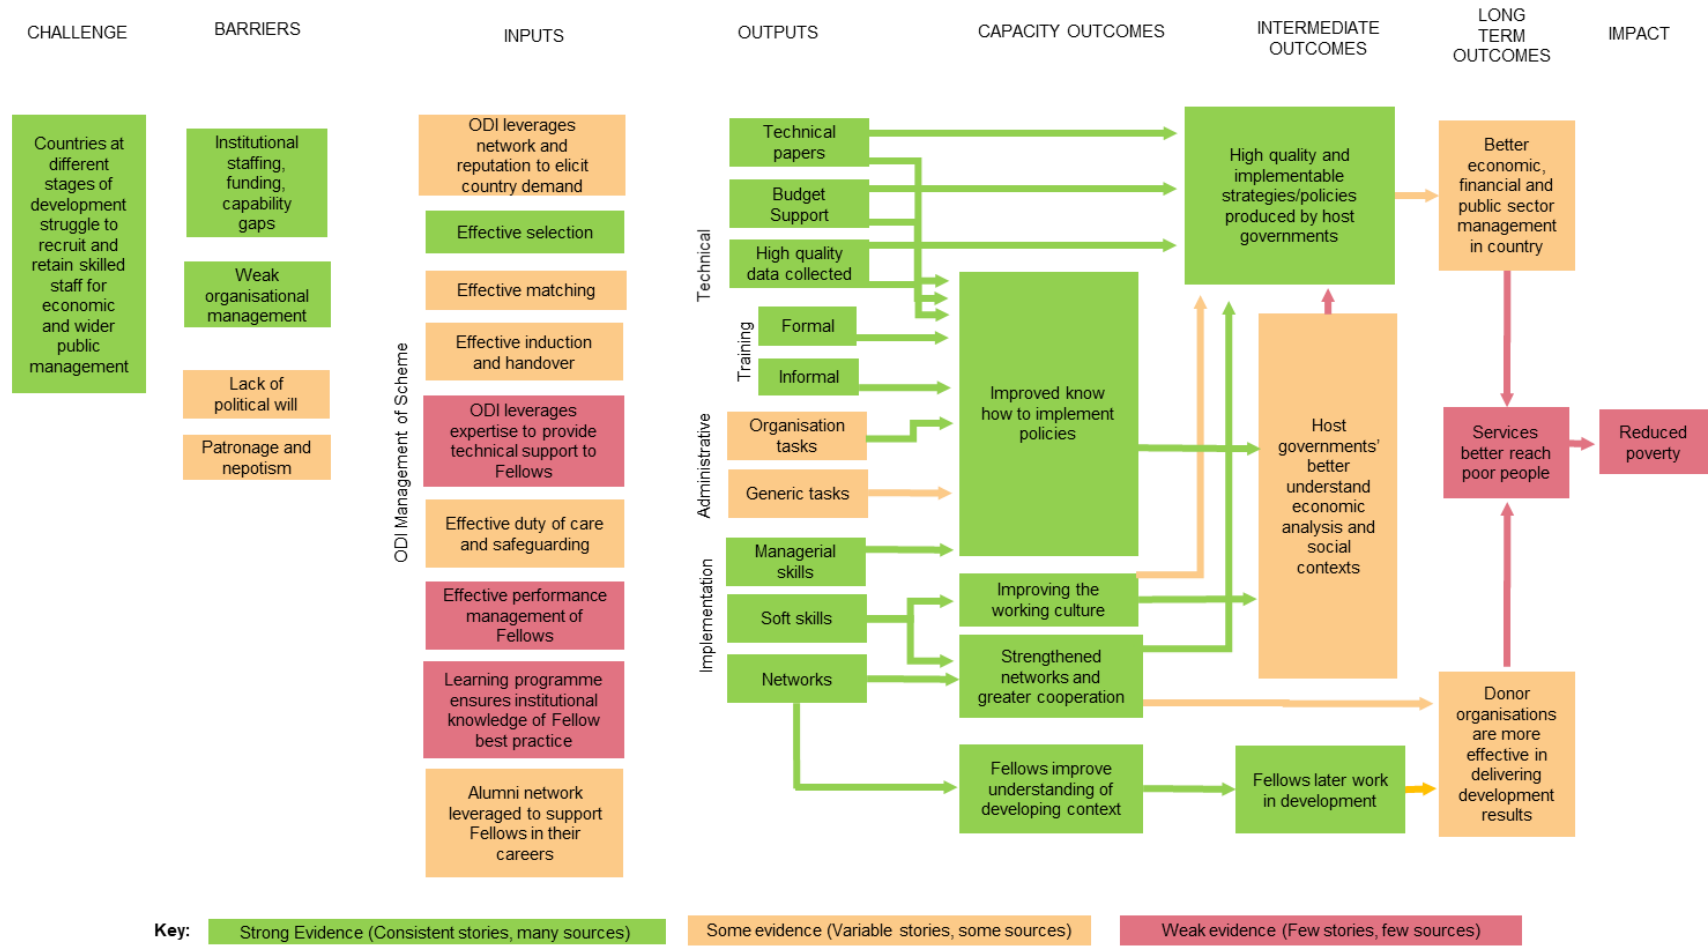 CHALLENGE
BARRIERS
INPUTS
OUTPUTS
CAPACITY OUTCOMES
INTERMEDIATE
OUTCOMES
LONG
TERM
OUTCOMES
IMPACT
Countries at
different
stages of
development
struggle to
recruit and
retain skilled
staff for
economic
and wider
public
management
Institutional
staffing,
funding,
capability
gaps
Weak
organisational
management
Lack of
political will
Patronage and
nepotism
ODI Management of Scheme
ODI leverages
network and
reputation to elicit
country demand
Effective selection
Effective matching
Effective induction
and handover
ODI leverages
expertise to provide
technical support to
Fellows
Effective duty of care
and safeguarding
Effective performance
management of
Fellows
Learning programme
ensures institutional
knowledge of Fellow
best practice
Alumni network
leveraged to support
Fellows in their
careers
Technical
Technical
papers
Budget
Support
High quality
data collected
Training
Formal
Informal
Administrative
Organisation
tasks
Generic tasks
Implementation
Managerial
skills
Soft skills
Networks
Improved know
how to implement
policies
Improving the
working culture
Strengthened
networks and
greater cooperation
Fellows improve
understanding of
developing context
High quality and
implementable
strategies/policies
produced by host
governments
Host
governments’
better
understand
economic
analysis and
social
contexts
Fellows later work
in development
Better
economic,
financial and
public sector
management
in country
Services
better reach
poor people
Donor
organisations
are more
effective in
delivering
development
results
Reduced
poverty
Key:
Strong Evidence (Consistent stories, many sources)
Some evidence (Variable stories, some sources)
Weak evidence (Few stories, few sources)